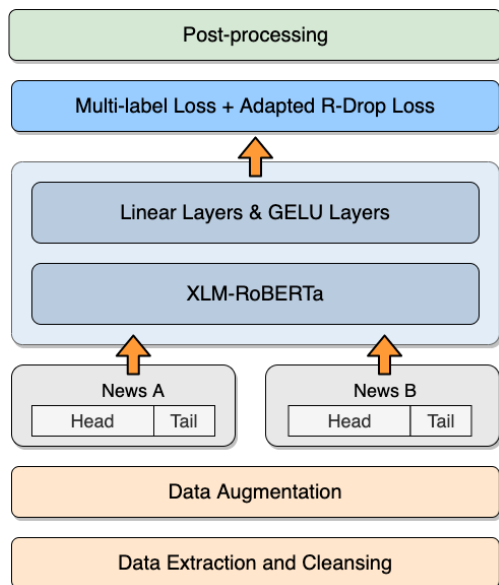 Post-processing
Multi-label Loss + Adapted R-Drop Loss
Linear Layers & GELU Layers
XLM-RoBERTa
News A
Head Tail
News B
Head Tail
Data Augmentation
Data Extraction and Cleansing